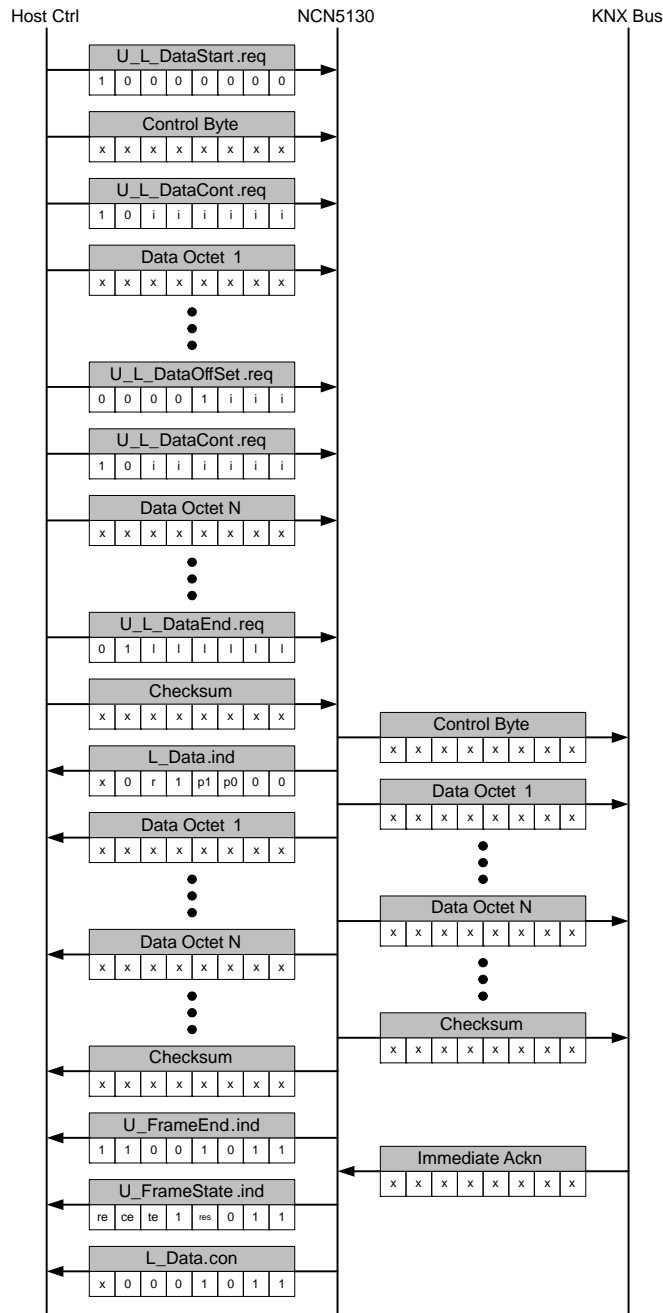 Host Ctrl NCN5130 KNX Bus
U_L_DataStart.req
1 0 0 0 0 0 0 0
Control Byte
x x x x x x x x
U_L_DataCont.req
1 0 i i i i i i
Data Octet 1
x x x x x x x x
U_L_DataOffSet.req
0 0 0 0 1 i i i
U_L_DataCont.req
1 0 i i i i i i
Data Octet N
x x x x x x x x
U_L_DataEnd.req
0 1 l l l l l l
Checksum
x x x x x x x x
Control Byte
x x x x x x x x
L_Data.ind
x 0 r 1 p1 p0 0 0
Data Octet 1
x x x x x x x x
Data Octet 1
x x x x x x x x
Data Octet N
x x x x x x x x
Data Octet N
x x x x x x x x
Checksum
x x x x x x x x
Checksum
x x x x x x x x
U_FrameEnd.ind
1 1 0 0 1 0 1 1
Immediate Ackn
x x x x x x x x
U_FrameState.ind
re ce te 1 res 0 1 1
L_Data.con
x 0 0 0 1 0 1 1